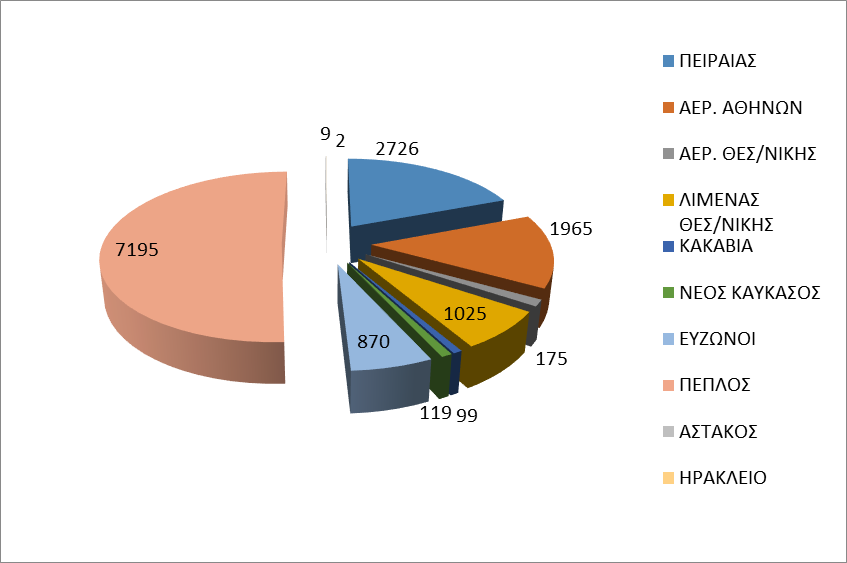 9
2
2726
1965
7195
1025
870
175
119
99
ΠΕΙΡΑΙΑΣ
ΑΕΡ. ΑΘΗΝΩΝ
ΑΕΡ. ΘΕΣ/ΝΙΚΗΣ
ΛΙΜΕΝΑΣ
ΘΕΣ/ΝΙΚΗΣ
ΚΑΚΑΒΙΑ
ΝΕΟΣ ΚΑΥΚΑΣΟΣ
ΕΥΖΩΝΟΙ
ΠΕΠΛΟΣ
ΑΣΤΑΚΟΣ
ΗΡΑΚΛΕΙΟ